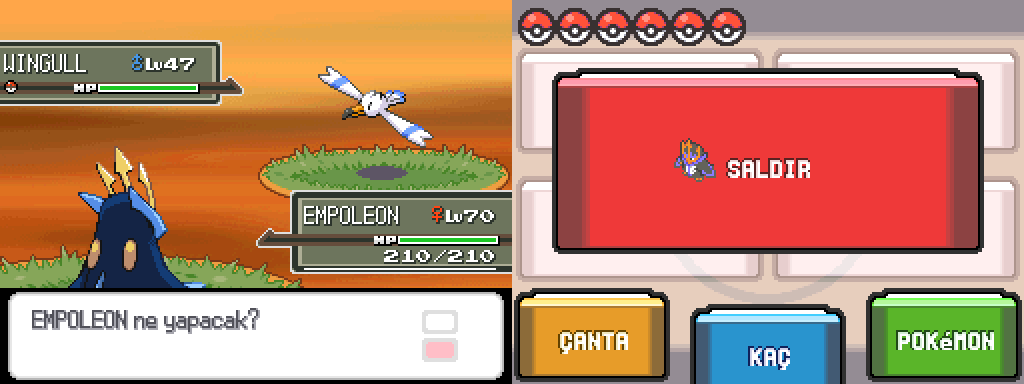 WINGULL ♂Lv47
HP
EMPOLEON ♀Lv70
HP
210/210
EMPOLEON ne yapacak?
SALDIR
ÇANTA
KAÇ
POKéMON